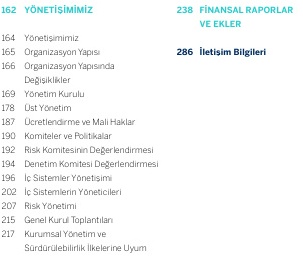 162 YÖNETİŞİMİMİZ
164 Yönetişimimiz
165 Organizasyon Yapısı
166 Organizasyon Yapısında
Değişiklikler
169 Yönetim Kurulu
178 Üst Yönetim
187 Ücretlendirme ve Mali Haklar
190 Komiteler ve Politikalar
192 Risk Komitesinin Değerlendirmesi
194 Denetim Komitesi Değerlendirmesi
196 İç Sistemler Yönetişimi
202 İç Sistemlerin Yöneticileri
207 Risk Yönetimi
215 Genel Kurul Toplantıları
217 Kurumsal Yönetim ve
Sürdürülebilirlik İlkelerine Uyum
238 FİNANSAL RAPORLAR
VE EKLER
286 İletişim Bilgileri